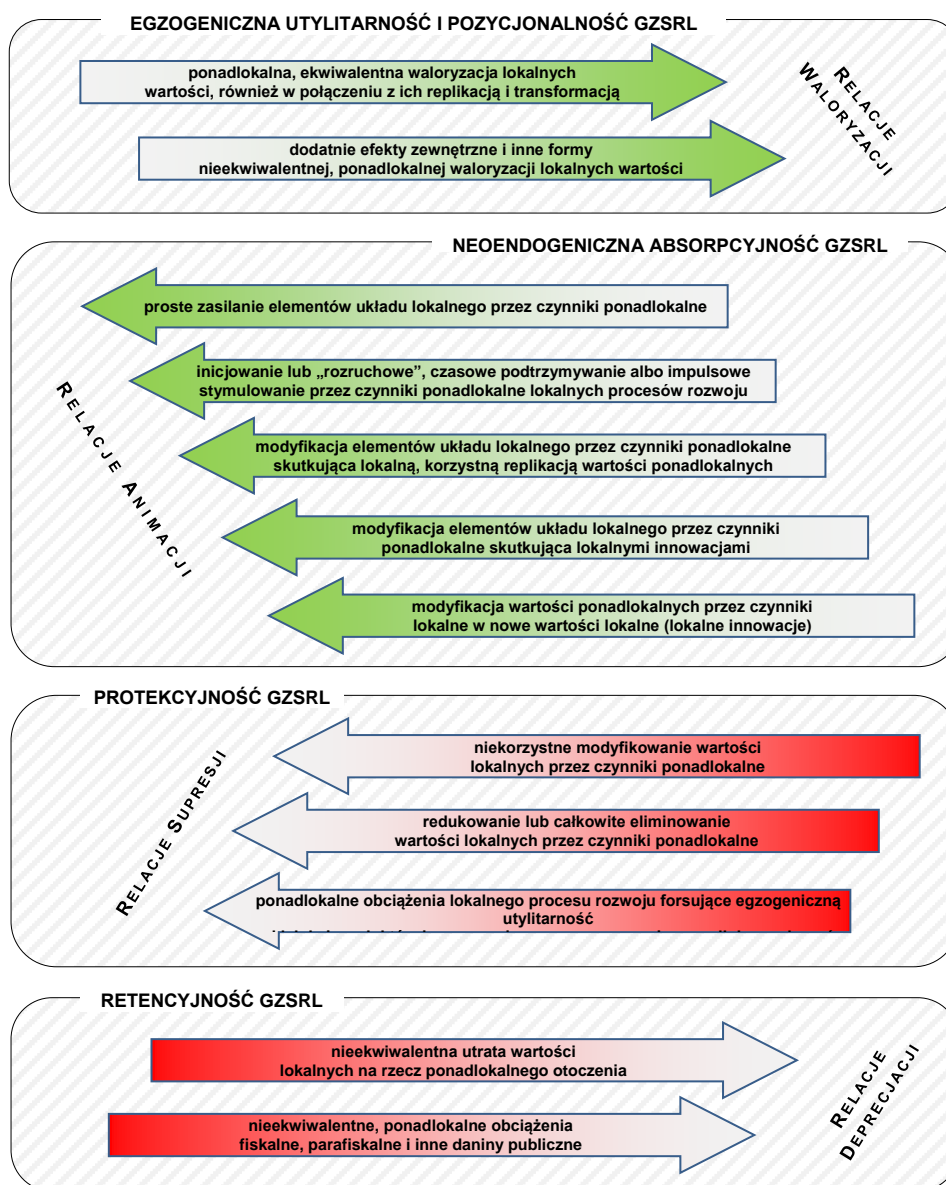 EGZOGENICZNA UTYLITARNOŚĆ I POZYCJONALNOŚĆ GZSRL
ponadlokalna, ekwiwalentna waloryzacja lokalnych
wartości, również w połączeniu z ich replikacją i transformacją
dodatnie efekty zewnętrzne i inne formy
nieekwiwalentnej, ponadlokalnej waloryzacji lokalnych wartości
RELACJE
WALORYZACJI
NEOENDOGENICZNA ABSORPCYJNOŚĆ GZSRL
proste zasilanie elementów układu lokalnego przez czynniki ponadlokalne
inicjowanie lub „rozruchowe”, czasowe podtrzymywanie albo impulsowe
stymulowanie przez czynniki ponadlokalne lokalnych procesów rozwoju
modyfikacja elementów układu lokalnego przez czynniki ponadlokalne
skutkująca lokalną, korzystną replikacją wartości ponadlokalnych
modyfikacja elementów układu lokalnego przez czynniki
ponadlokalne skutkująca lokalnymi innowacjami
modyfikacja wartości ponadlokalnych przez czynniki
lokalne w nowe wartości lokalne (lokalne innowacje)
RELACJE ANIMACJI
PROTEKCYJNOŚĆ GZSRL
niekorzystne modyfikowanie wartości
lokalnych przez czynniki ponadlokalne
redukowanie lub całkowite eliminowanie
wartości lokalnych przez czynniki ponadlokalne
ponadlokalne obciążenia lokalnego procesu rozwoju forsujące egzogeniczną
utylitarność
RELACJE SUPRESJI
RETENCYJNOŚĆ GZSRL
nieekwiwalentna utrata wartości
lokalnych na rzecz ponadlokalnego otoczenia
nieekwiwalentne, ponadlokalne obciążenia
fiskalne, parafiskalne i inne daniny publiczne
RELACJE
DEPRECJACJI